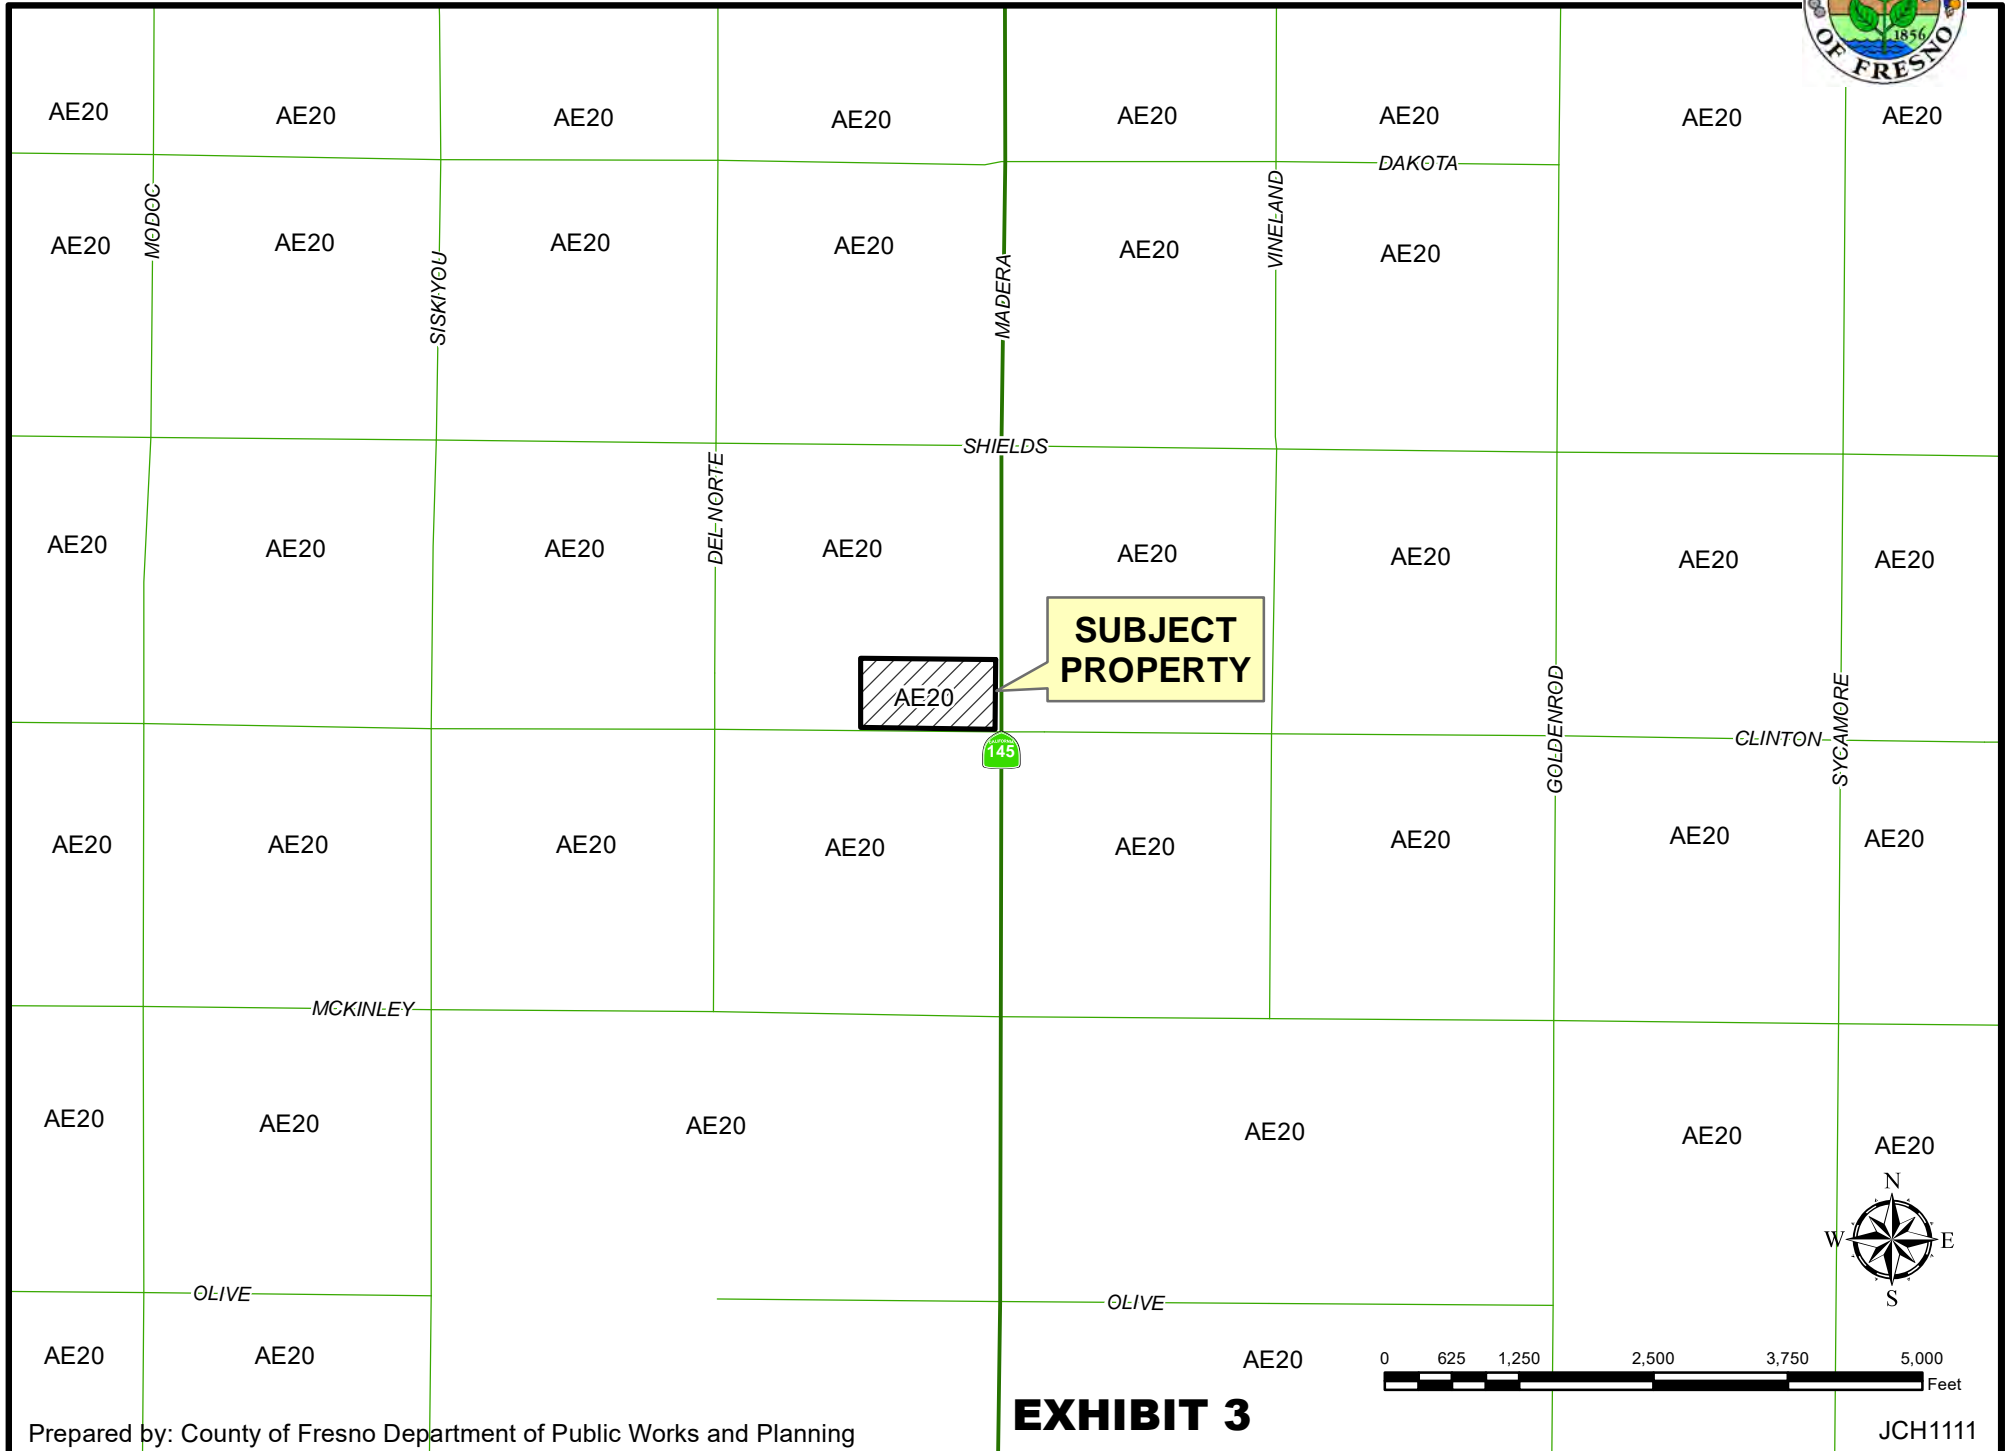 1856
OF FRESNO
AE20
AE20
AE20
AE20
AE20
AE20
AE20
AE20
DAKOTA
MODOC
VINELAND
AE20
AE20
AE20
AE20
AE20
AE20
SISKIYOU
MADERA
SHIELDS
DEL NORTE
AE20
AE20
AE20
AE20
AE20
AE20
AE20
AE20
SUBJECT
PROPERTY
AE20
145
GOLDENROD
CLINTON
SYCAMORE
AE20
AE20
AE20
AE20
AE20
AE20
AE20
AE20
MCKINLEY
AE20
AE20
AE20
AE20
AE20
AE20
N
W E
S
OLIVE
OLIVE
AE20
AE20
AE20
0 625 1,250 2,500 3,750 5,000
Feet
EXHIBIT 3
Prepared by: County of Fresno Department of Public Works and Planning
JCH1111